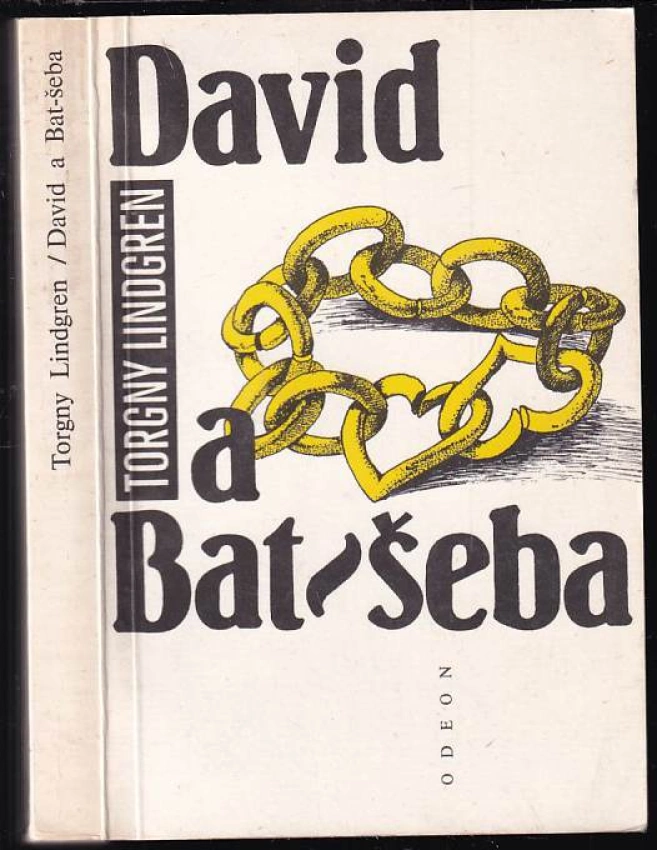 Torgny Lindgren / David a Bat-šeba
David
TORGNY LINDGREN
a
Bat-šeba
ODEON